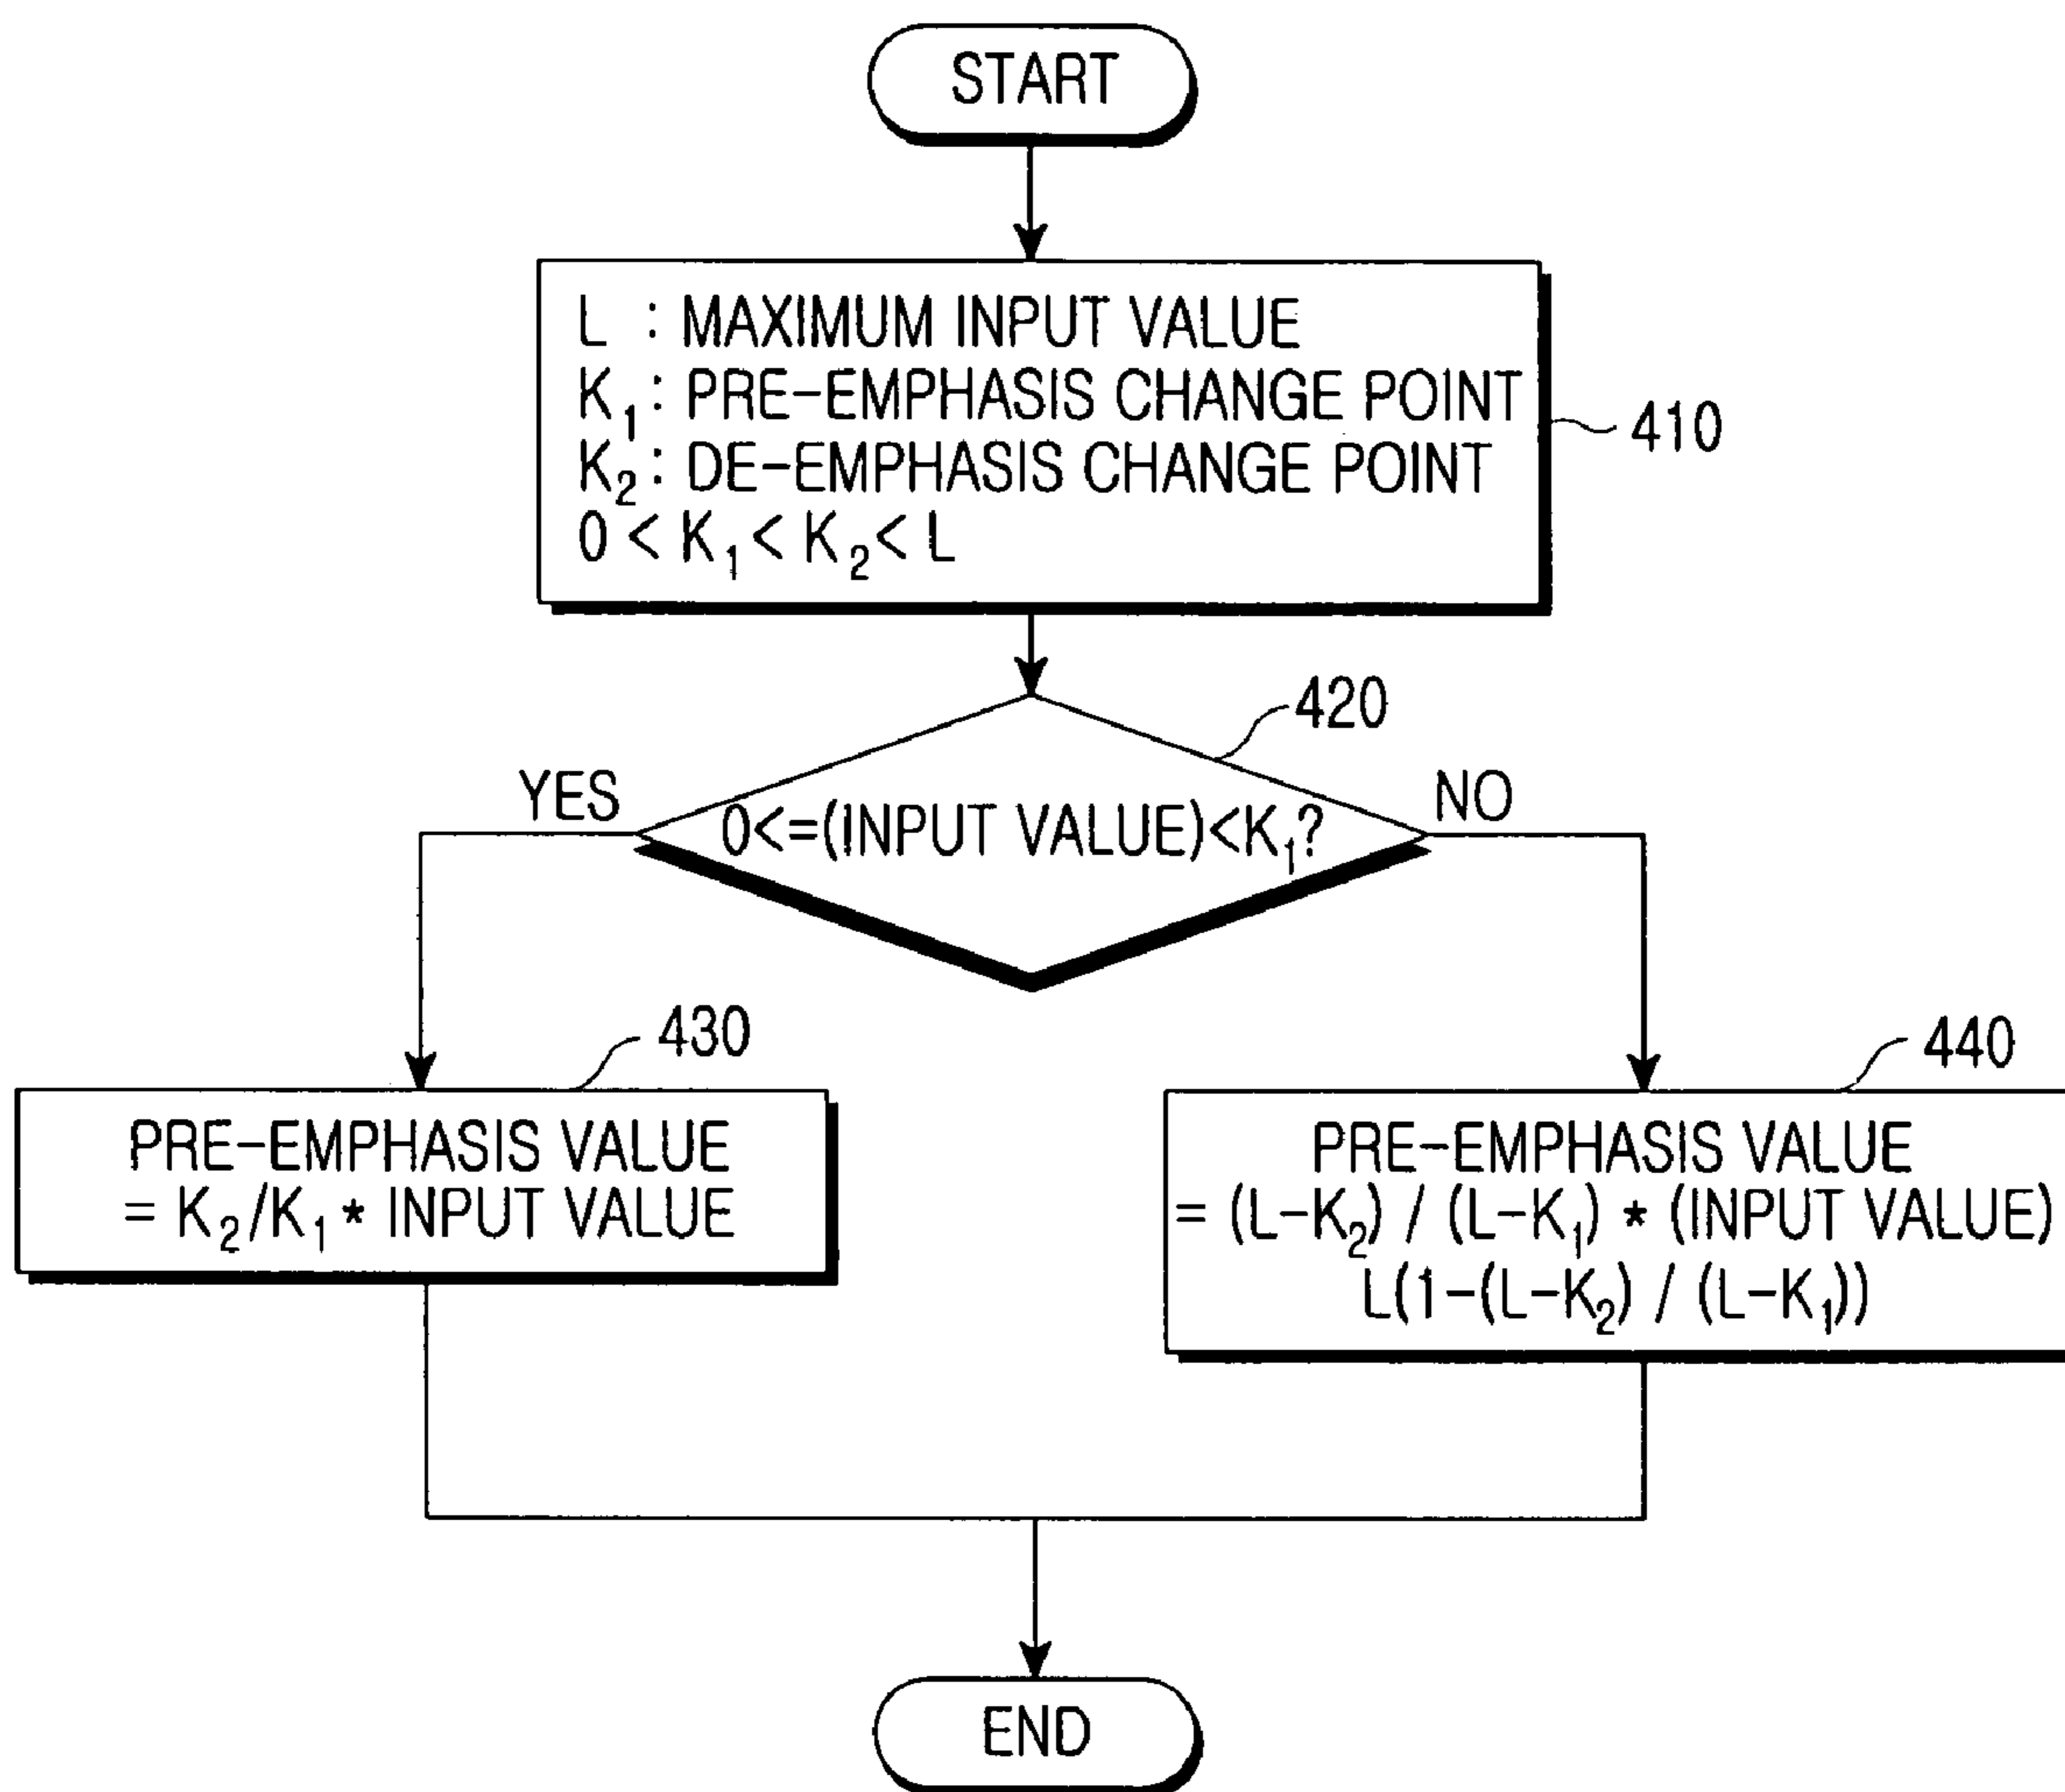 START
L : MAXIMUM INPUT VALUE
K₁ : PRE-EMPHASIS CHANGE POINT
K₂ : DE-EMPHASIS CHANGE POINT
0 < K₁ < K₂ < L
410
420
YES
0<=(INPUT VALUE)<K₁?
NO
430
440
PRE-EMPHASIS VALUE
= K₂/K₁ * INPUT VALUE
PRE-EMPHASIS VALUE
= (L-K₂) / (L-K₁) * (INPUT VALUE)
L(1-(L-K₂) / (L-K₁))
END